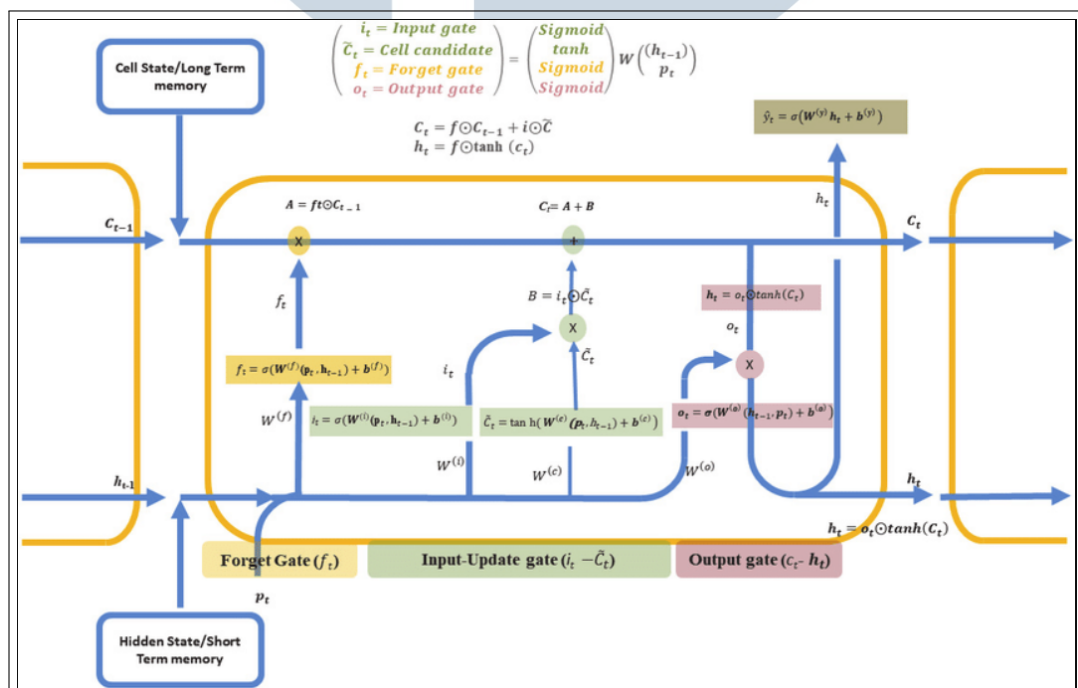 i_t = Input gate
C̃_t = Cell candidate
f_t = Forget gate
o_t = Output gate
=
Sigmoid
tanh
Sigmoid
Sigmoid
W((h_{t-1}) p_t)
Cell State/Long Term
memory
C_t = f⊙C_{t-1} + i⊙C̃
h_t = f⊙tanh (c_t)
ŷ_t = σ(W^(y) h_t + b^(y))
h_t
A = ft⊙C_{t-1}
C_t= A + B
C_{t-1}
X
+
C_t
f_t
B = i_t⊙C̃_t
h_t = o_t⊙tanh(C_t)
X
o_t
i_t
C̃_t
X
f_t = σ(W^(f)(p_t, h_{t-1}) + b^(f))
W^(f)
i_t = σ(W^(i)(p_t, h_{t-1}) + b^(i))
C̃_t = tan h( W^(c) (p_t, h_{t-1}) + b^(c))
o_t = σ(W^(o) (h_{t-1}, p_t) + b^(o))
W^(i)
W^(c)
W^(o)
h_{t-1}
h_t
h_t = o_t⊙tanh(C_t)
Forget Gate (f_t)
Input-Update gate (i_t − C̃_t)
Output gate (c_t- h_t)
p_t
Hidden State/Short
Term memory